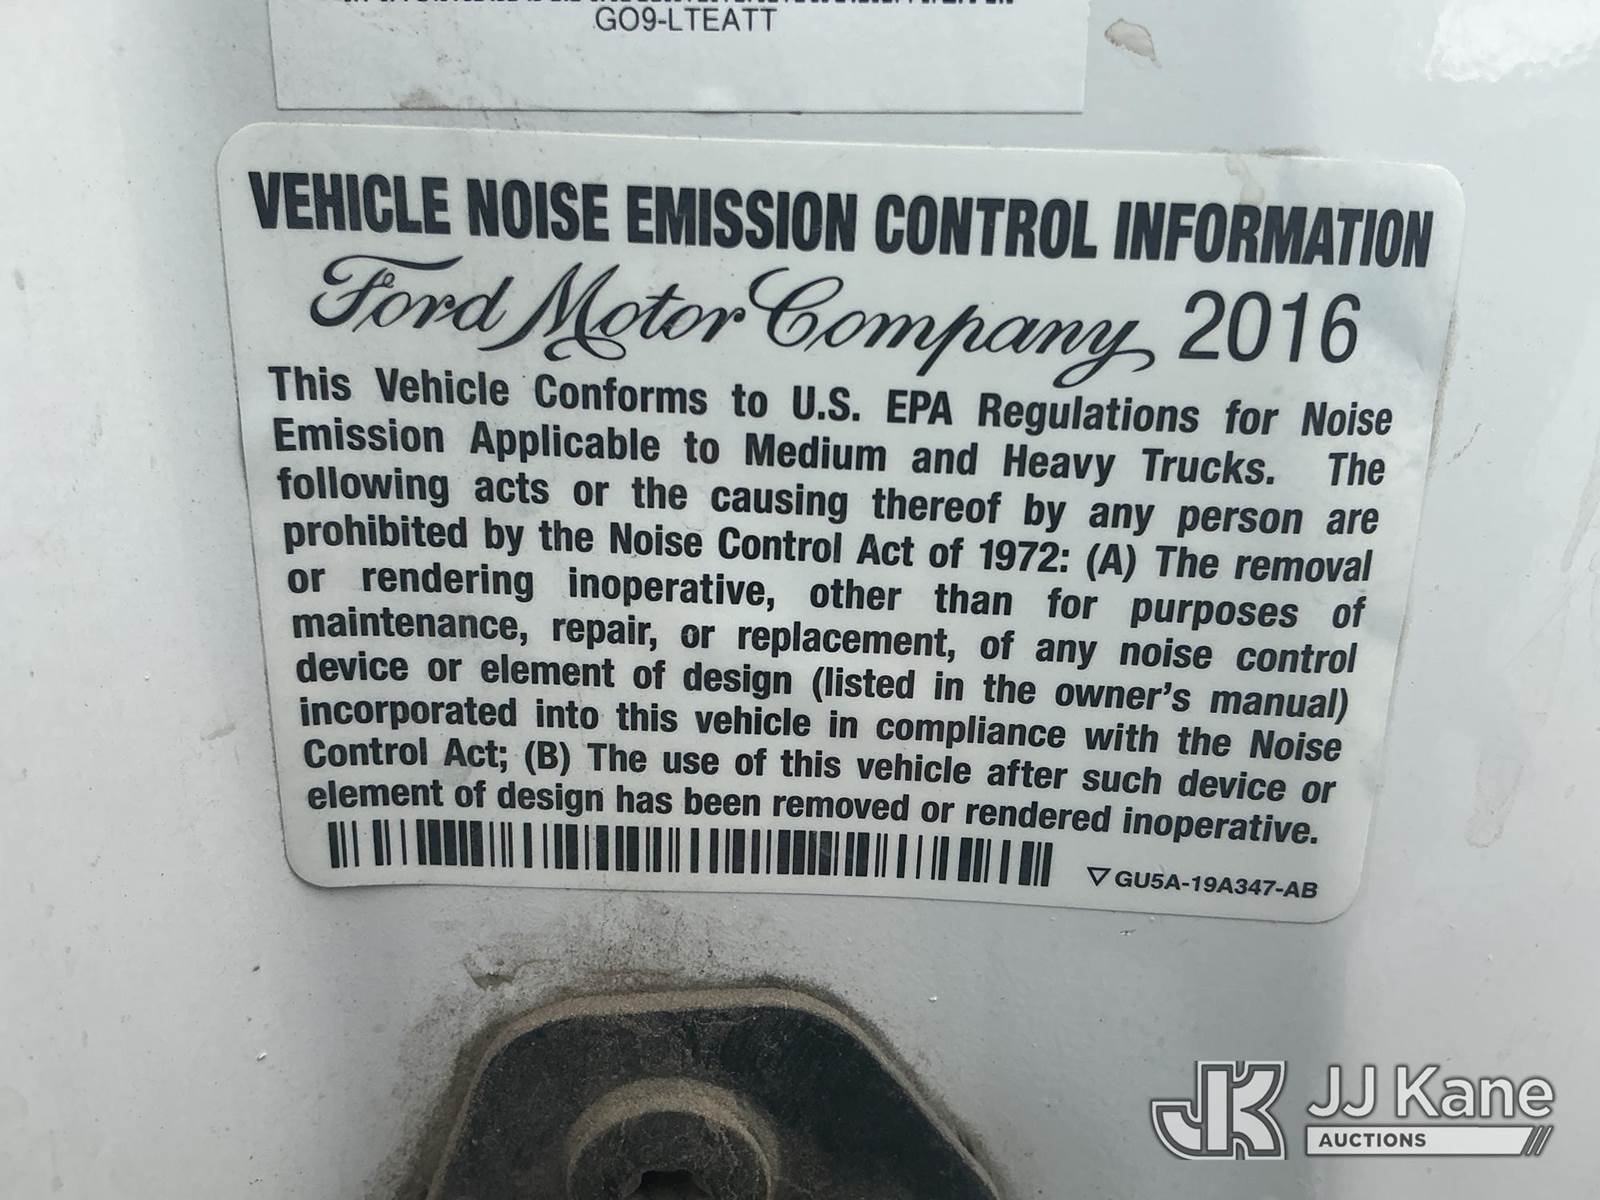 GO9-LTEATT
VEHICLE NOISE EMISSION CONTROL INFORMATION
Ford Motor Company 2016
This Vehicle Conforms to U.S. EPA Regulations for Noise
Emission Applicable to Medium and Heavy Trucks. The
following acts or the causing thereof by any person are
prohibited by the Noise Control Act of 1972: (A) The removal
or rendering inoperative, other than for purposes of
maintenance, repair, or replacement, of any noise control
device or element of design (listed in the owner's manual)
incorporated into this vehicle in compliance with the Noise
Control Act; (B) The use of this vehicle after such device or
element of design has been removed or rendered inoperative.
▽ GU5A-19A347-AB
JK JJ Kane
AUCTIONS